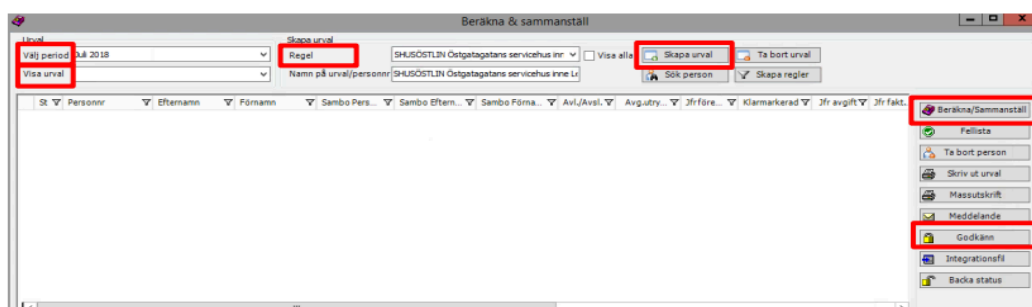 Beräkna & sammanställ
Urval
Skapa urval
Välj period Juli 2018
Regel SHUSÖSTLIN Östgatagatans servicehus inr Visa alla Skapa urval Ta bort urval
Visa urval
Namn på urval/personnr SHUSÖSTLIN Östgatagatans servicehus inne Le Sök person Skapa regler
St Personnr Efternamn Förnamn Sambo Pers... Sambo Eftern... Sambo Förna... Avl./Avsl. Avg.utry... Jfr före... Klarmarkerad Jfr avgift Jfr fakt.
Beräkna/Sammanställ
Fellista
Ta bort person
Skriv ut urval
Massutskrift
Meddelande
Godkänn
Integrationsfil
Backa status